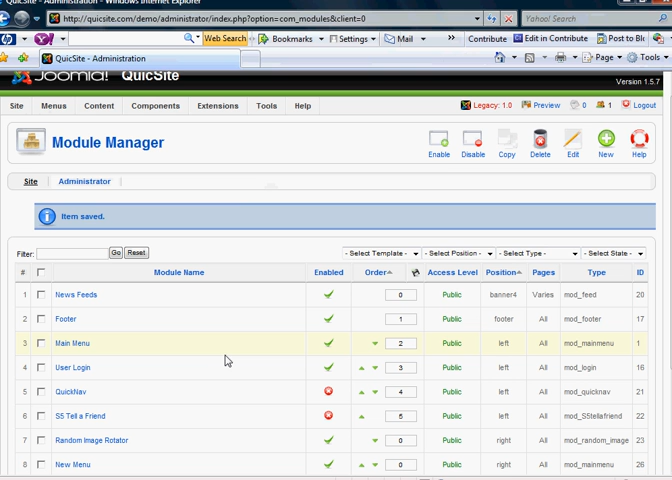 QuicSite - Administration - Windows Internet Explorer
http://quicsite.com/demo/administrator/index.php?option=com_modules&client=0
Yahoo! Search
Web Search
Bookmarks
Settings
Mail
Contribute
Edit in Contribute
Post to Bl
QuicSite - Administration
Page
Tools
Joomla! QuicSite
Version 1.5.7
Site Menus Content Components Extensions Tools Help
Legacy: 1.0 Preview 0 1 Logout
Module Manager
Enable Disable Copy Delete Edit New Help
Site Administrator
Item saved.
Filter: Go Reset - Select Template - - Select Position - - Select Type - - Select State -
# Module Name Enabled Order Access Level Position Pages Type ID
1 News Feeds 0 Public banner4 Varies mod_feed 20
2 Footer 1 Public footer All mod_footer 17
3 Main Menu 2 Public left All mod_mainmenu 1
4 User Login 3 Public left All mod_login 16
5 QuickNav 4 Public left All mod_quicknav 21
6 S5 Tell a Friend 5 Public left All mod_S5tellafriend 22
7 Random Image Rotator 0 Public right All mod_random_image 23
8 New Menu 0 Public right All mod_mainmenu 26